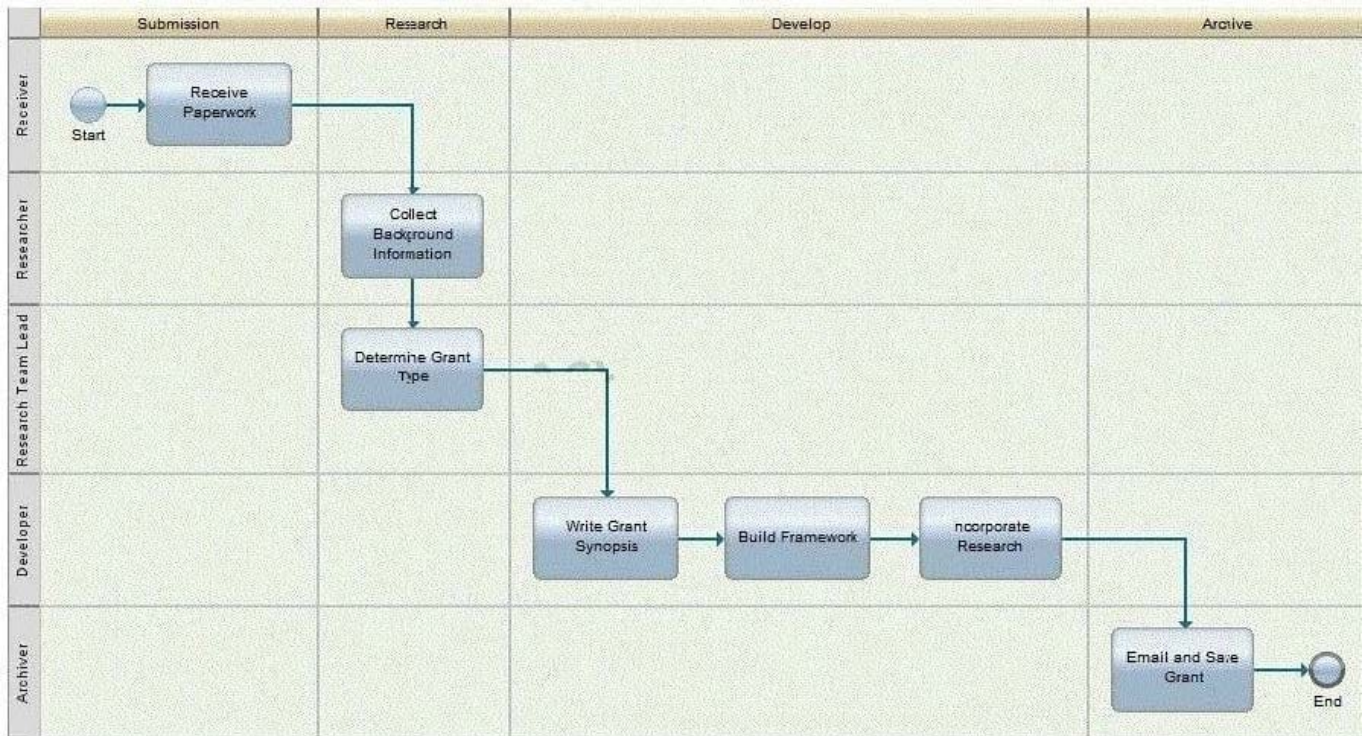 Submission
Research
Develop
Archive
Receiver
Start
Receive
Paperwork
Researcher
Collect
Background
Information
Research Team Lead
Determine Grant
Type
Developer
Write Grant
Synopsis
Build Framework
ncorporate
Research
Archiver
Email and Save
Grant
End